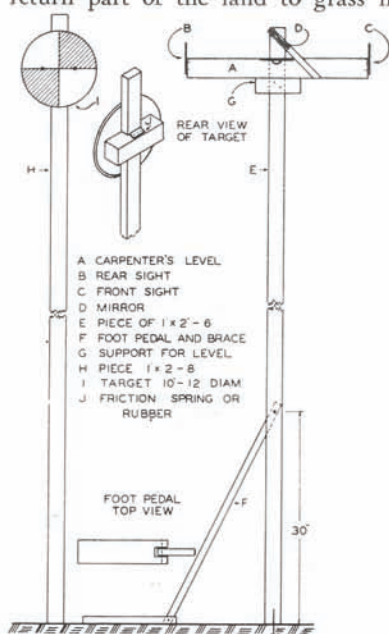 return part of the land to grass
B
D
C
A
G
I
REAR VIEW
OF TARGET
H
E
A CARPENTER'S LEVEL
B REAR SIGHT
C FRONT SIGHT
D MIRROR
E PIECE OF 1"x 2"-6
F FOOT PEDAL AND BRACE
G SUPPORT FOR LEVEL
H PIECE 1"x 2-8
I TARGET 10"-12 DIAM
J FRICTION SPRING OR
RUBBER
FOOT PEDAL
TOP VIEW
F
30"